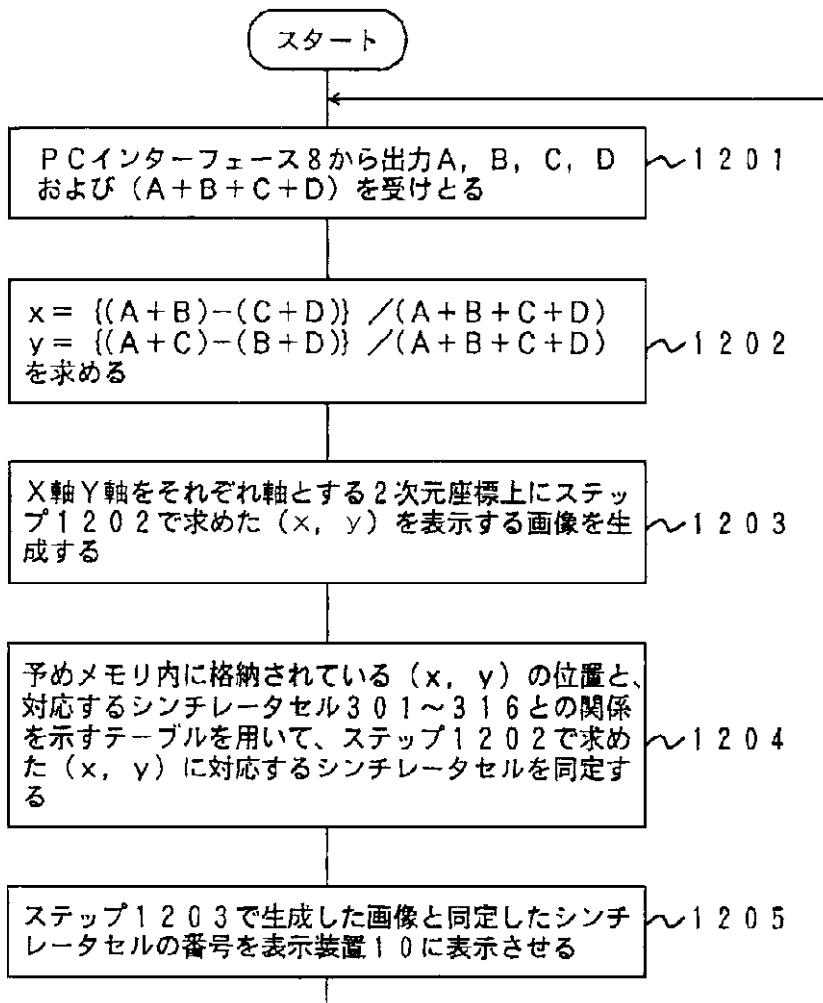 スタート
PCインターフェース8から出力A, B, C, D
および（A+B+C+D）を受けとる
~1201
x= {(A+B)-(C+D)} /(A+B+C+D)
y= {(A+C)-(B+D)} /(A+B+C+D)
を求める
~1202
X軸Y軸をそれぞれ軸とする2次元座標上にステッ
プ1202で求めた（x, y）を表示する画像を生
成する
~1203
予めメモリ内に格納されている（x, y）の位置と、
対応するシンチレータセル301～316との関係
を示すテーブルを用いて、ステップ1202で求め
た（x, y）に対応するシンチレータセルを同定す
る
~1204
ステップ1203で生成した画像と同定したシンチ
レータセルの番号を表示装置10に表示させる
~1205